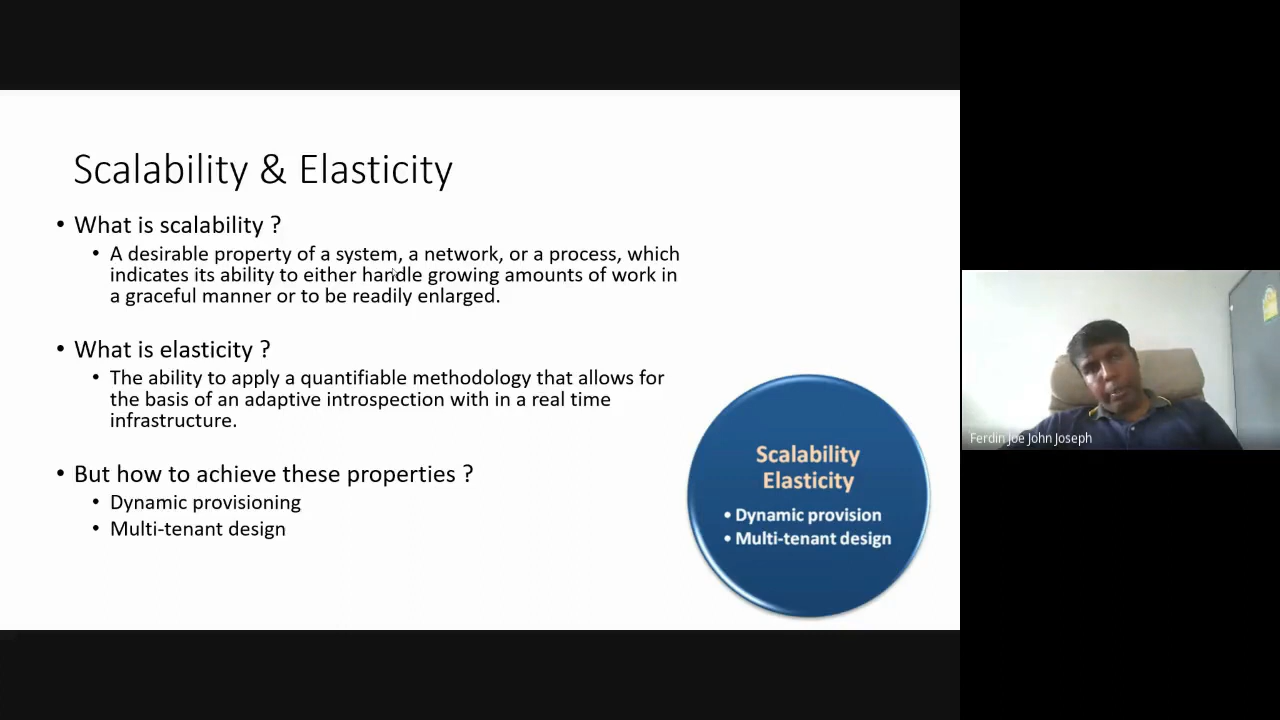 Scalability & Elasticity
• What is scalability ?
• A desirable property of a system, a network, or a process, which
indicates its ability to either handle growing amounts of work in
a graceful manner or to be readily enlarged.
• What is elasticity ?
• The ability to apply a quantifiable methodology that allows for
the basis of an adaptive introspection with in a real time
infrastructure.
• But how to achieve these properties ?
• Dynamic provisioning
• Multi-tenant design
Scalability
Elasticity
• Dynamic provision
• Multi-tenant design
Ferdin Joe John Joseph